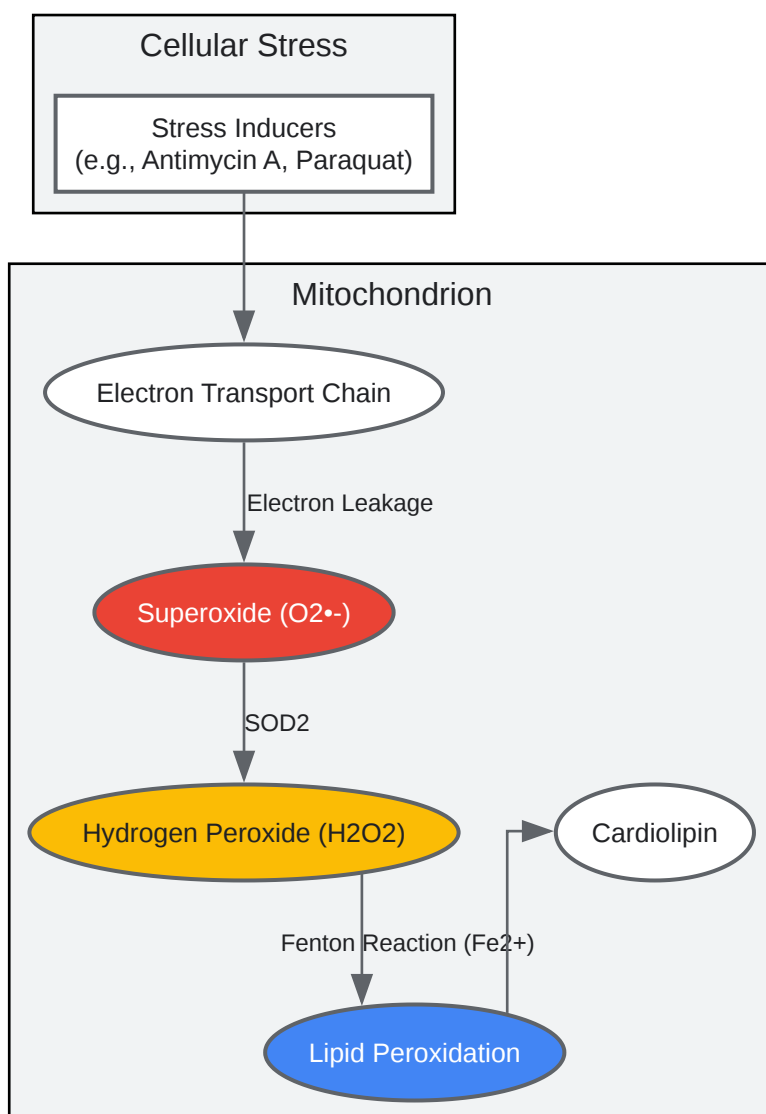 Cellular Stress
Stress Inducers
(e.g., Antimycin A, Paraquat)
Mitochondrion
Electron Transport Chain
Electron Leakage
Superoxide (O2•-)
SOD2
Hydrogen Peroxide (H2O2)
Cardiolipin
Fenton Reaction (Fe2+)
Lipid Peroxidation